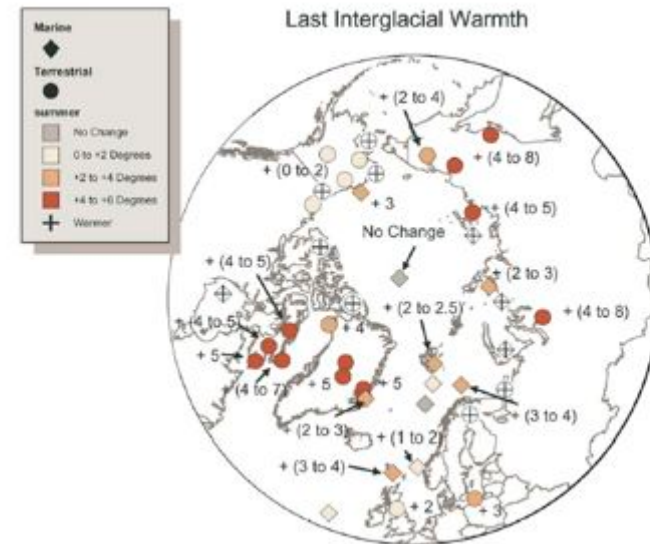 Last Interglacial Warmth
Marine
Terrestrial
summer
No Change
0 to +2 Degrees
+2 to +4 Degrees
+4 to +6 Degrees
Warmer
+ (2 to 4)
+ (4 to 8)
+ (0 to 2)
+ 3
+ (4 to 5)
No Change
+ (4 to 5)
+ (2 to 3)
+ (2 to 2.5)
+ (4 to 8)
+ (4 to 5)
+ 4
+ 5
+ 5
+ 5
+ (4 to 7)
+ (3 to 4)
+ (2 to 3)
+ (1 to 2)
+ (3 to 4)
+ 2
+ 3